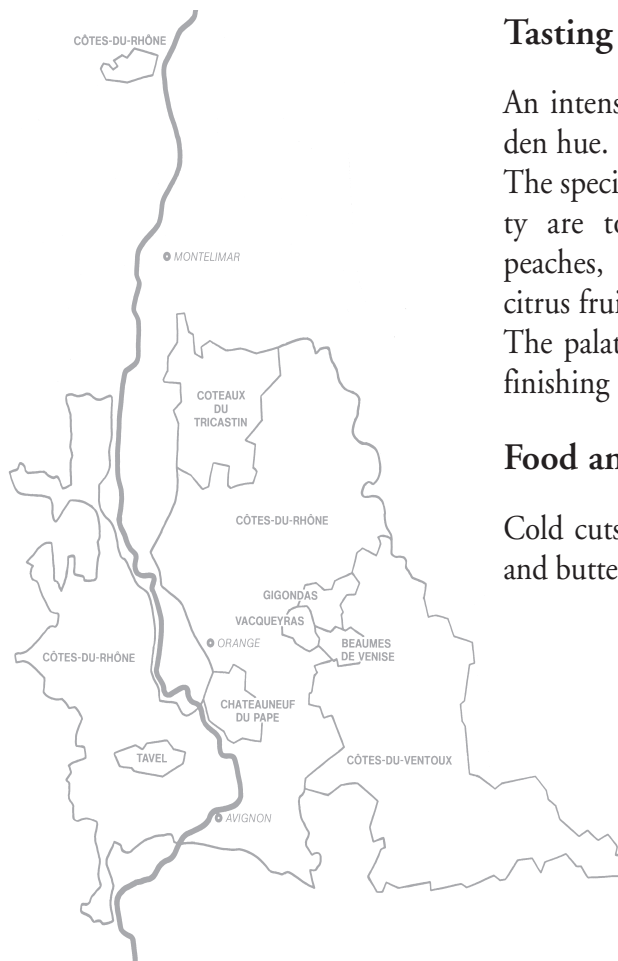 CÔTES-DU-RHÔNE
MONTELIMAR
COTEAUX
DU
TRICASTIN
CÔTES-DU-RHÔNE
GIGONDAS
VACQUEYRAS
ORANGE
BEAUMES
DE VENISE
CÔTES-DU-RHÔNE
CHATEAUNEUF
DU PAPE
TAVEL
CÔTES-DU-VENTOUX
AVIGNON
Tasting
An intens
den hue.
The speci
ty are to
peaches,
citrus frui
The palat
finishing
Food an
Cold cuts
and butte